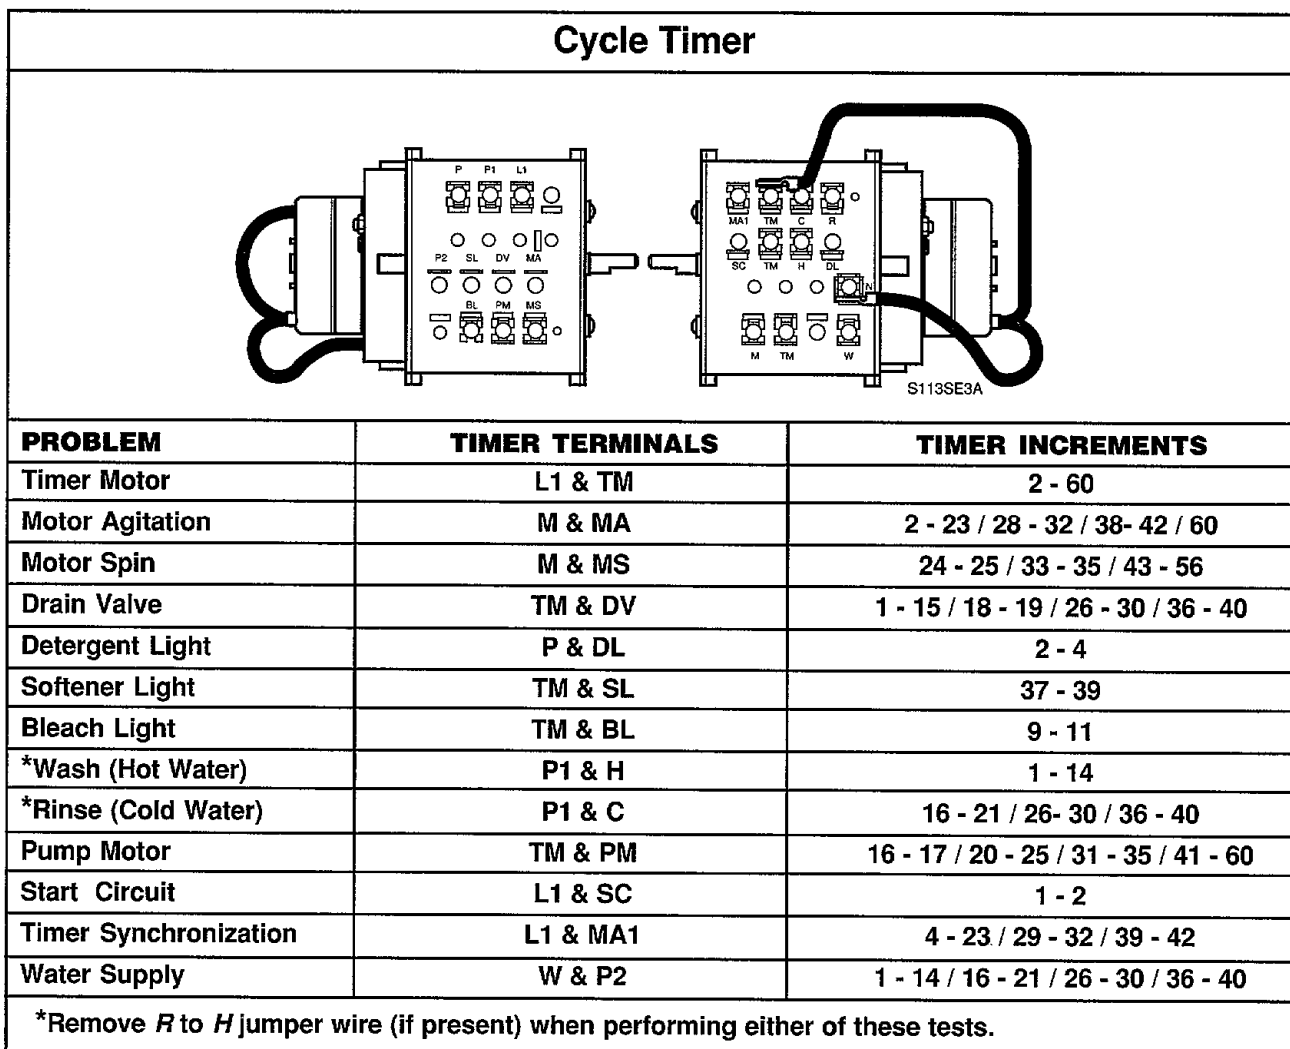 Cycle Timer
P P1 L1
P2 SL DV MA
BL PM MS
MA1 TM C R
SC TM H DL
N
M TM W
S113SE3A
PROBLEM TIMER TERMINALS TIMER INCREMENTS
Timer Motor L1 & TM 2 - 60
Motor Agitation M & MA 2 - 23 / 28 - 32 / 38- 42 / 60
Motor Spin M & MS 24 - 25 / 33 - 35 / 43 - 56
Drain Valve TM & DV 1 - 15 / 18 - 19 / 26 - 30 / 36 - 40
Detergent Light P & DL 2 - 4
Softener Light TM & SL 37 - 39
Bleach Light TM & BL 9 - 11
*Wash (Hot Water) P1 & H 1 - 14
*Rinse (Cold Water) P1 & C 16 - 21 / 26- 30 / 36 - 40
Pump Motor TM & PM 16 - 17 / 20 - 25 / 31 - 35 / 41 - 60
Start Circuit L1 & SC 1 - 2
Timer Synchronization L1 & MA1 4 - 23 / 29 - 32 / 39 - 42
Water Supply W & P2 1 - 14 / 16 - 21 / 26 - 30 / 36 - 40
*Remove R to H jumper wire (if present) when performing either of these tests.